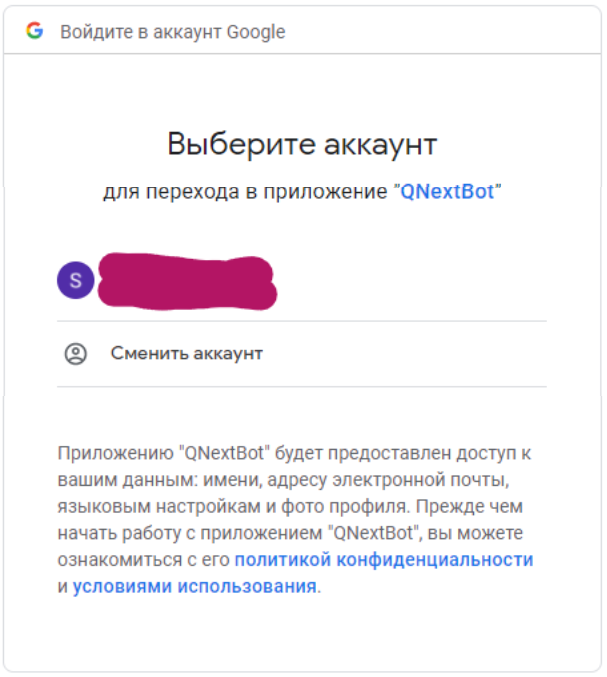 Войдите в аккаунт Google
Выберите аккаунт
для перехода в приложение "QNextBot"
S
Сменить аккаунт
Приложению "QNextBot" будет предоставлен доступ к
вашим данным: имени, адресу электронной почты,
языковым настройкам и фото профиля. Прежде чем
начать работу с приложением "QNextBot", вы можете
ознакомиться с его политикой конфиденциальности
и условиями использования.